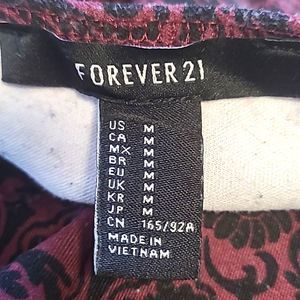 FOREVER 21
US M
CA M
MX M
BR M
EU M
UK M
KR M
JP M
CN 165/92A
MADE IN
VIETNAM